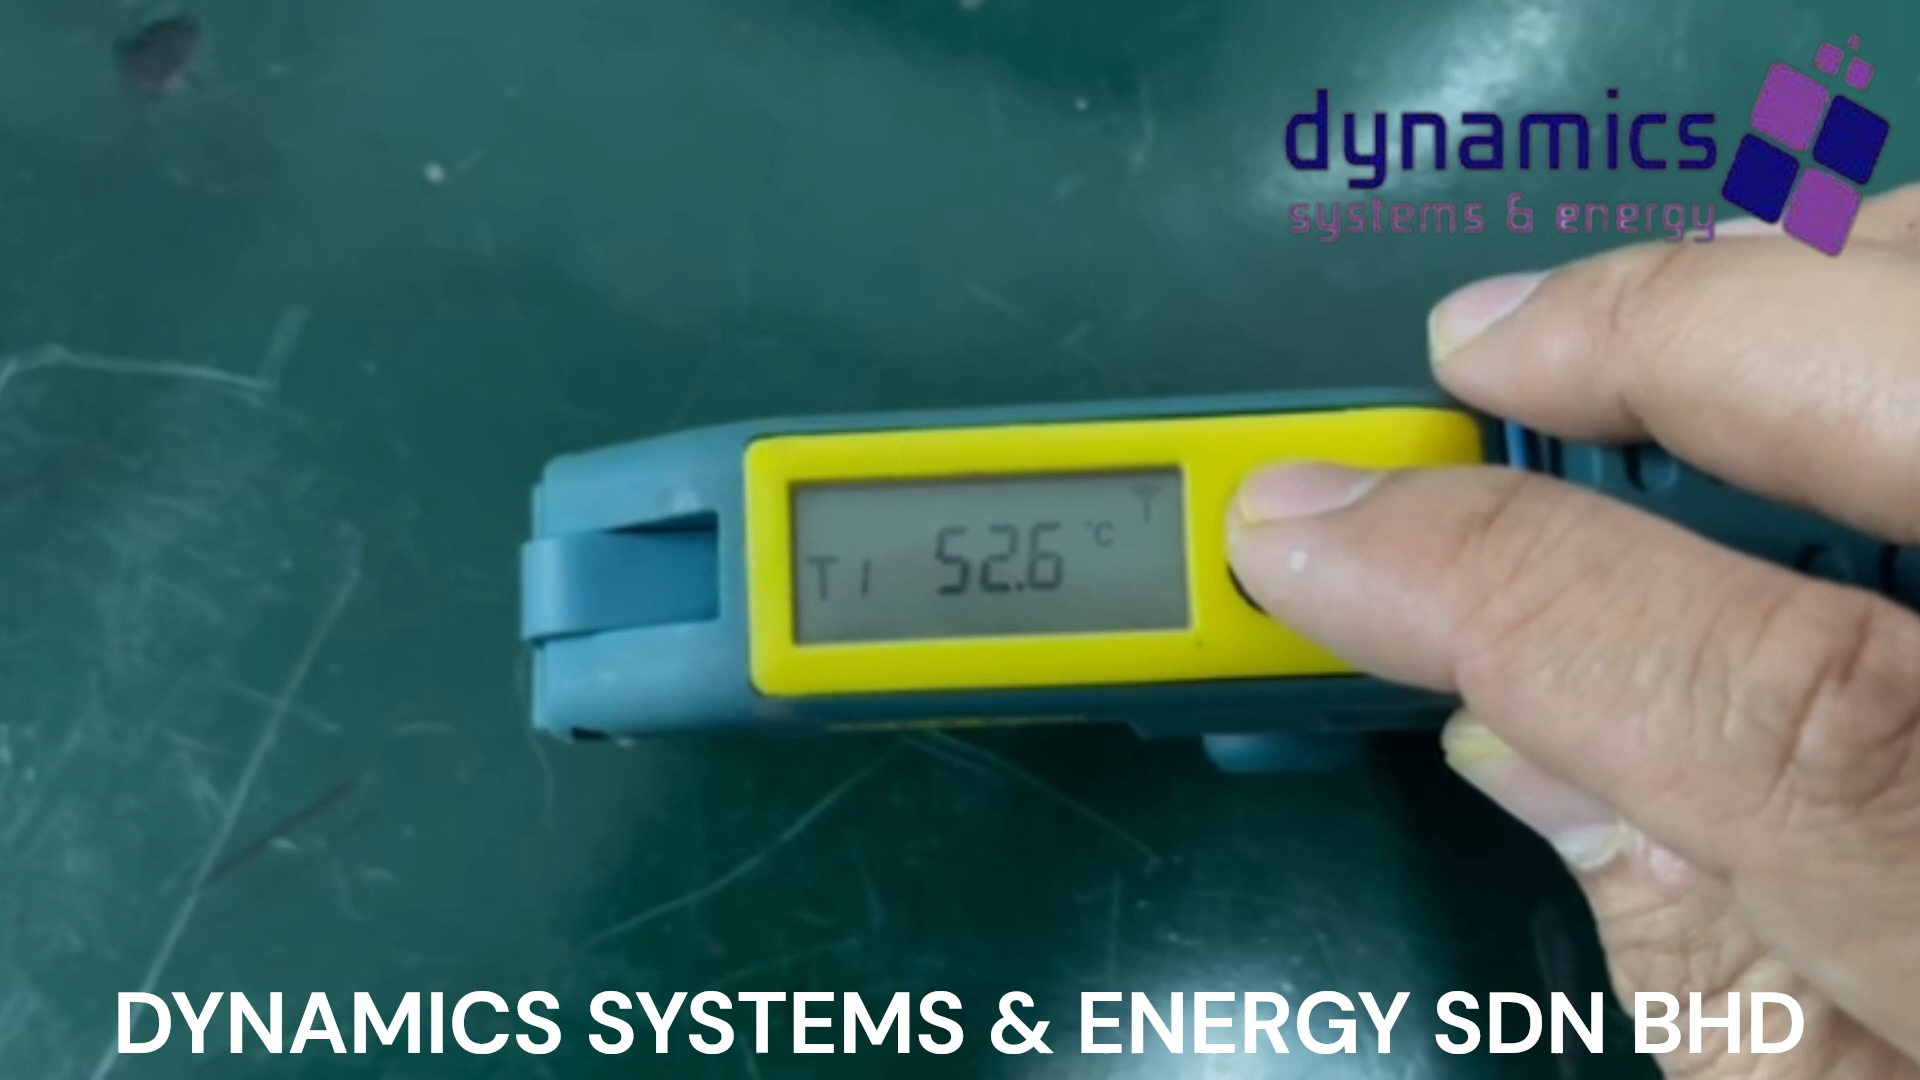 dynamics
systems & energy
T
T1 52.6 °C
DYNAMICS SYSTEMS & ENERGY SDN BHD